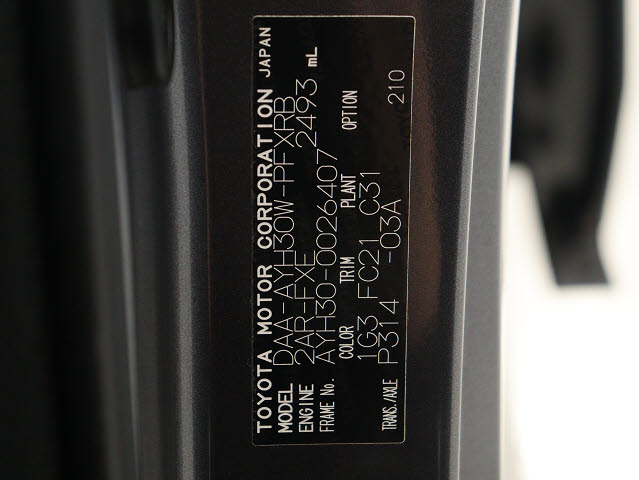 TOYOTA MOTOR CORPORATION JAPAN
MODEL DAA-AYH30W-PFXRB
ENGINE 2AR-FXE 2493 mL
FRAME No. AYH30-0026407
COLOR TRIM PLANT OPTION
1G3 FC21 C31
TRANS./AXLE P314 -03A 210